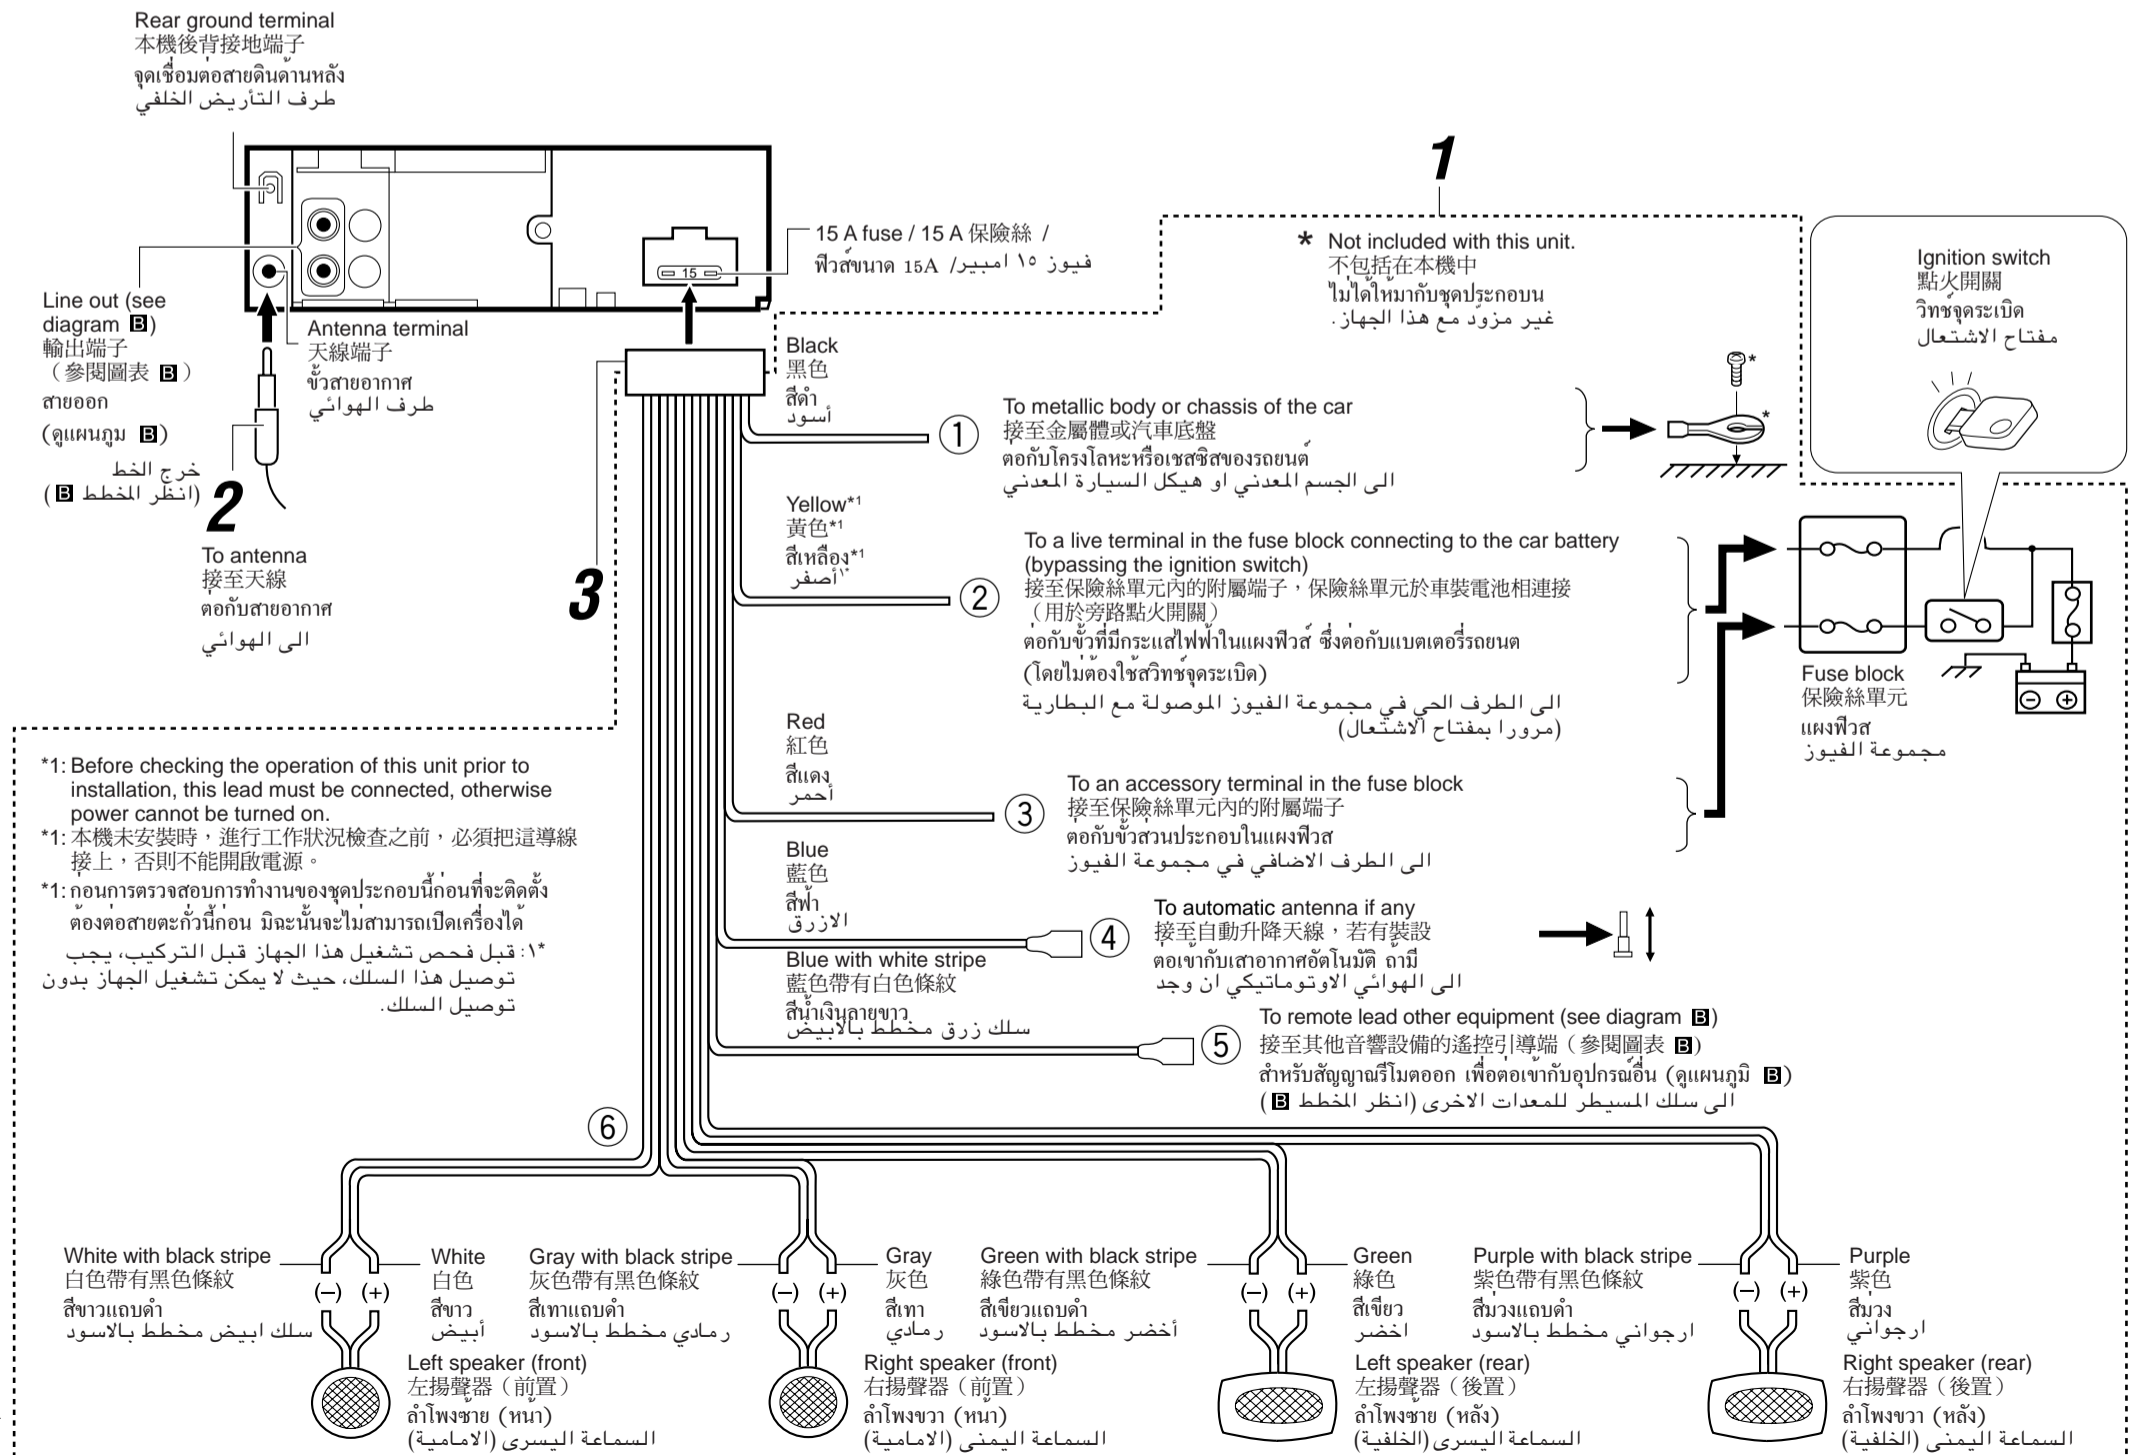 Rear ground terminal
本機後背接地端子
จุดเชื่อมต่อสายดินด้านหลัง
طرف التأريض الخلفي
1
15 A fuse / 15 A 保險絲 /
ฟิวส์ขนาด 15A /فيوز ١٥ امبير
15
* Not included with this unit.
不包括在本機中
ไม่ได้ให้มากับชุดประกอบน
غير مزوّد مع هذا الجهاز.
Ignition switch
點火開關
วิทช์จุดระเบิด
مفتاح الاشتعال
Line out (see
diagram B)
輸出端子
（參閱圖表 B）
สายออก
(ดูแผนภูม B)
خرج الخط
(انظر المخطط B)
Antenna terminal
天線端子
ขั้วสายอากาศ
طرف الهوائي
2
To antenna
接至天線
ต่อกับสายอากาศ
الى الهوائي
3
Black
黑色
สีดำ
أسود
①
To metallic body or chassis of the car
接至金屬體或汽車底盤
ต่อกับโครงโลหะหรือเชสซิสของรถยนต์
الى الجسم المعدني او هيكل السيارة المعدني
*
*
Yellow*1
黃色*1
สีเหลือง*1
أصفر*١
②
To a live terminal in the fuse block connecting to the car battery
(bypassing the ignition switch)
接至保險絲單元內的附屬端子，保險絲單元於車裝電池相連接
（用於旁路點火開關）
ต่อกับขั้วที่มีกระแสไฟฟ้าในแผงฟิวส์ ซึ่งต่อกับแบตเตอรี่รถยนต
(โดยไม่ต้องใช้สวิทช์จุดระเบิด)
الى الطرف الحي في مجموعة الفيوز الموصولة مع البطارية
(مرورا بمفتاح الاشتعال)
Fuse block
保險絲單元
แผงฟิวส
مجموعة الفيوز
Red
紅色
สีแดง
أحمر
③
To an accessory terminal in the fuse block
接至保險絲單元內的附屬端子
ต่อกับขั้วส่วนประกอบในแผงฟิวส
الى الطرف الاضافي في مجموعة الفيوز
*1: Before checking the operation of this unit prior to
installation, this lead must be connected, otherwise
power cannot be turned on.
*1: 本機未安裝時，進行工作狀況檢查之前，必須把這導線
接上，否則不能開啟電源。
*1: ก่อนการตรวจสอบการทำงานของชุดประกอบนี้ก่อนที่จะติดตั้ง
ต้องต่อสายตะกั่วนี้ก่อน มิฉะนั้นจะไม่สามารถเปิดเครื่องได้
*١: قبل فحص تشغيل هذا الجهاز قبل التركيب، يجب
توصيل هذا السلك، حيث لا يمكن تشغيل الجهاز بدون
توصيل السلك.
Blue
藍色
สีฟ้า
الازرق
④
To automatic antenna if any
接至自動升降天線，若有裝設
ต่อเข้ากับเสาอากาศอัตโนมัติ ถ้ามี
الى الهوائي الاوتوماتيكي ان وجد
Blue with white stripe
藍色帶有白色條紋
สีน้ำเงินลายขาว
سلك زرق مخطط بالابيض
⑤
To remote lead other equipment (see diagram B)
接至其他音響設備的遙控引導端（參閱圖表 B）
สำหรับสัญญาณรีโมตออก เพื่อต่อเข้ากับอุปกรณ์อื่น (ดูแผนภูมิ B)
الى سلك المسيطر للمعدات الاخرى (انظر المخطط B)
⑥
White with black stripe
白色帶有黑色條紋
สีขาวแถบดำ
سلك ابيض مخطط بالاسود
(−) (+)
White
白色
สีขาว
أبيض
Left speaker (front)
左揚聲器（前置）
ลำโพงซ้าย (หน้า)
السماعة اليسرى (الامامية)
Gray with black stripe
灰色帶有黑色條紋
สีเทาแถบดำ
رمادي مخطط بالاسود
(−) (+)
Gray
灰色
สีเทา
رمادي
Right speaker (front)
右揚聲器（前置）
ลำโพงขวา (หน้า)
السماعة اليمنى (الامامية)
Green with black stripe
綠色帶有黑色條紋
สีเขียวแถบดำ
أخضر مخطط بالاسود
(−) (+)
Green
綠色
สีเขียว
اخضر
Left speaker (rear)
左揚聲器（後置）
ลำโพงซ้าย (หลัง)
السماعة اليسرى (الخلفية)
Purple with black stripe
紫色帶有黑色條紋
สีม่วงแถบดำ
ارجواني مخطط بالاسود
(−) (+)
Purple
紫色
สีม่วง
ارجواني
Right speaker (rear)
右揚聲器（後置）
ลำโพงขวา (หลัง)
السماعة اليمنى (الخلفية)